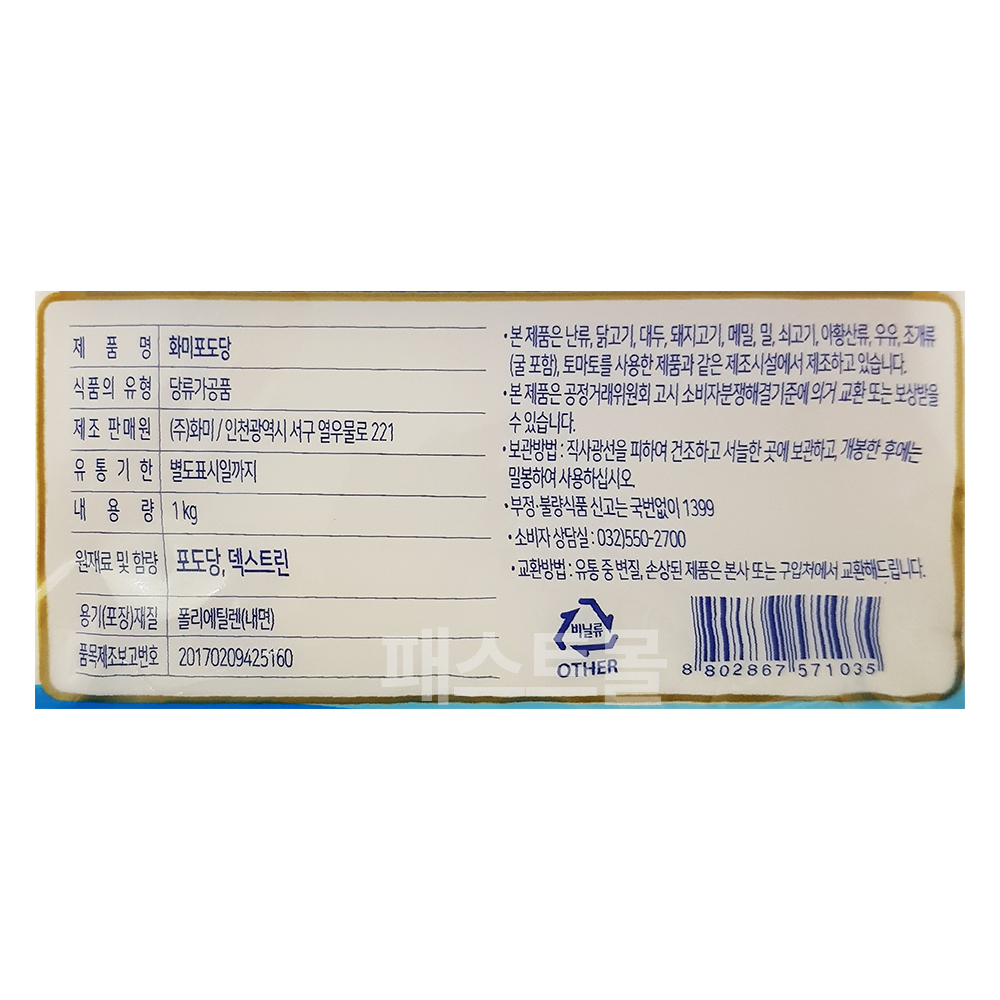 제 품 명 화미포도당
식품의 유형 당류가공품
제조 판매원 (주)화미 / 인천광역시 서구 열우물로 221
유 통 기 한 별도표시일까지
내 용 량 1 kg
원재료 및 함량 포도당, 덱스트린
용기(포장)재질 폴리에틸렌(내면)
품목제조보고번호 20170209425160
•본 제품은 난류, 닭고기, 대두, 돼지고기, 메밀, 밀, 쇠고기, 아황산류, 우유, 조개류
(굴 포함), 토마토를 사용한 제품과 같은 제조시설에서 제조하고 있습니다.
•본 제품은 공정거래위원회 고시 소비자분쟁해결기준에 의거 교환 또는 보상받을
수 있습니다.
•보관방법 : 직사광선을 피하여 건조하고 서늘한 곳에 보관하고, 개봉한 후에는
밀봉하여 사용하십시오.
•부정·불량식품 신고는 국번없이 1399
•소비자 상담실 : 032)550-2700
•교환방법 : 유통 중 변질, 손상된 제품은 본사 또는 구입처에서 교환해드립니다.
비닐류
OTHER
8 802867 571035
패스트몰